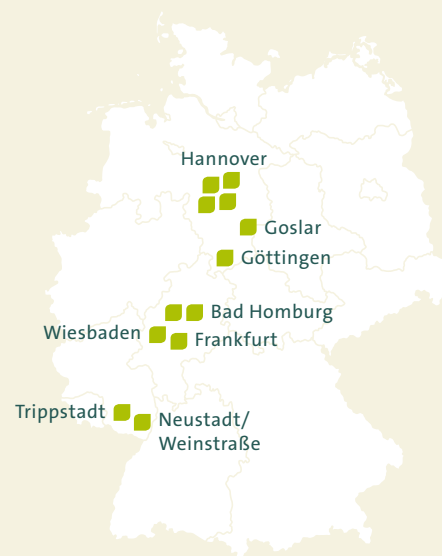 Hannover
Goslar
Göttingen
Bad Homburg
Wiesbaden
Frankfurt
Trippstadt
Neustadt/
Weinstraße